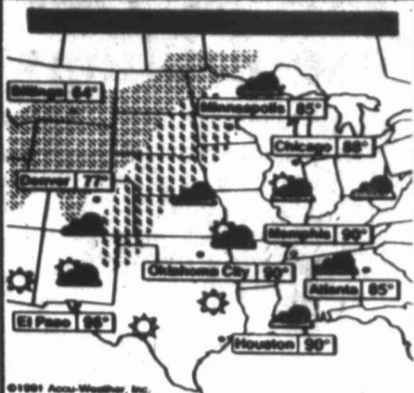 Billings 64°
Minneapolis 85°
Chicago 88°
Denver 77°
Memphis 90°
Oklahoma City 90°
Atlanta 85°
El Paso 96°
Houston 90°
©1991 Accu-Weather, Inc.